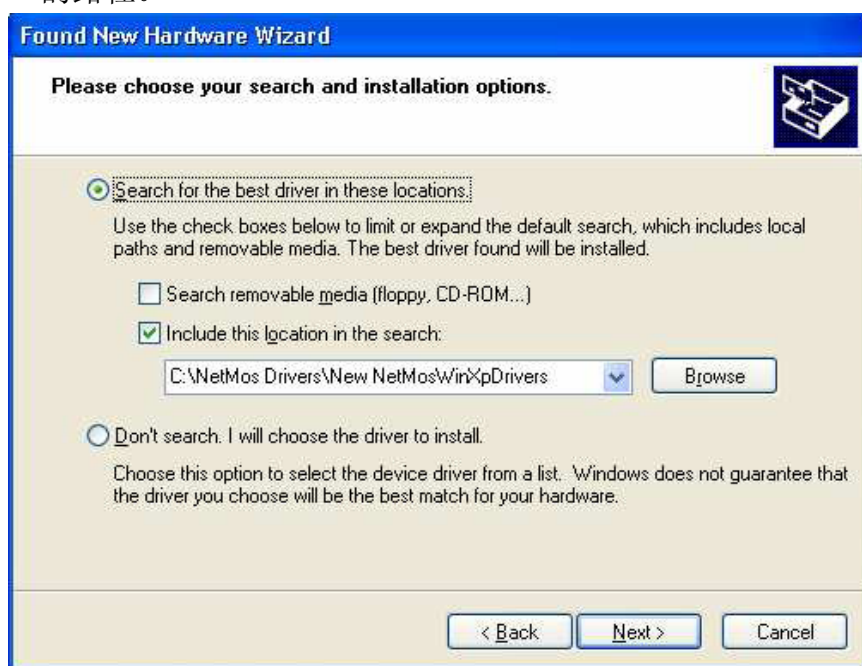 的路径。
Found New Hardware Wizard
Please choose your search and installation options.
Search for the best driver in these locations.
Use the check boxes below to limit or expand the default search, which includes local
paths and removable media. The best driver found will be installed.
Search removable media (floppy, CD-ROM...)
Include this location in the search:
C:\NetMos Drivers\New NetMosWinXpDrivers
Browse
Don't search. I will choose the driver to install.
Choose this option to select the device driver from a list. Windows does not guarantee that
the driver you choose will be the best match for your hardware.
< Back
Next >
Cancel